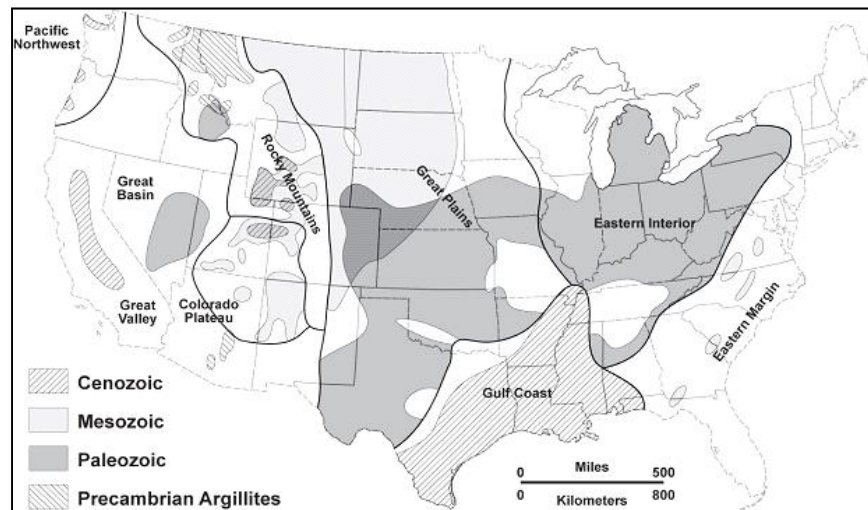 Pacific
Northwest
Rocky Mountains
Great
Basin
Great Plains
Eastern Interior
Great
Valley
Colorado
Plateau
Eastern Margin
Gulf Coast
Cenozoic
Mesozoic
Paleozoic
Precambrian Argillites
0 Miles 500
0 Kilometers 800